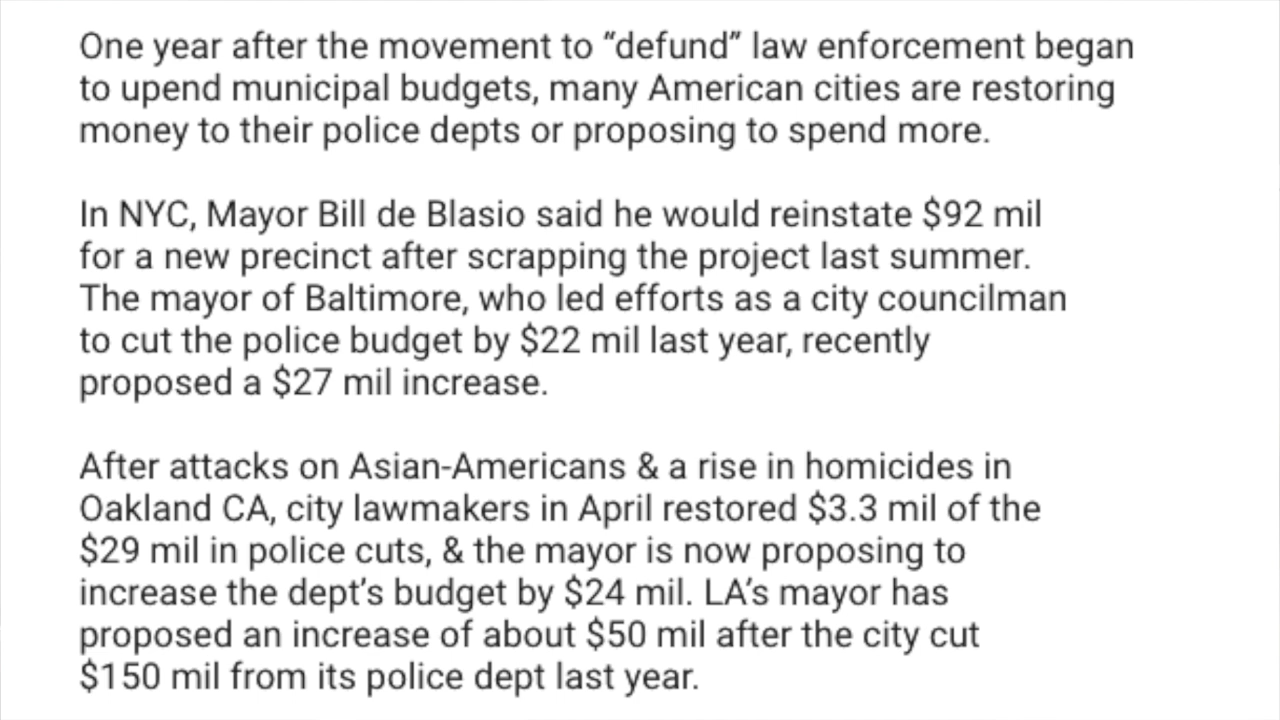 One year after the movement to “defund” law enforcement began
to upend municipal budgets, many American cities are restoring
money to their police depts or proposing to spend more.
In NYC, Mayor Bill de Blasio said he would reinstate $92 mil
for a new precinct after scrapping the project last summer.
The mayor of Baltimore, who led efforts as a city councilman
to cut the police budget by $22 mil last year, recently
proposed a $27 mil increase.
After attacks on Asian-Americans & a rise in homicides in
Oakland CA, city lawmakers in April restored $3.3 mil of the
$29 mil in police cuts, & the mayor is now proposing to
increase the dept’s budget by $24 mil. LA’s mayor has
proposed an increase of about $50 mil after the city cut
$150 mil from its police dept last year.